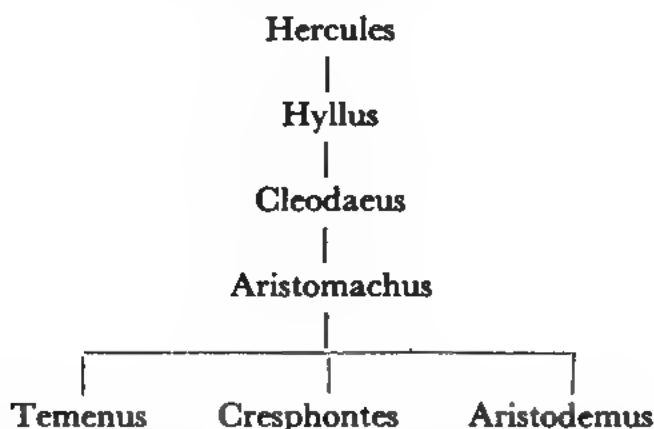 Hercules
Hyllus
Cleodaeus
Aristomachus
Temenus Cresphontes Aristodemus